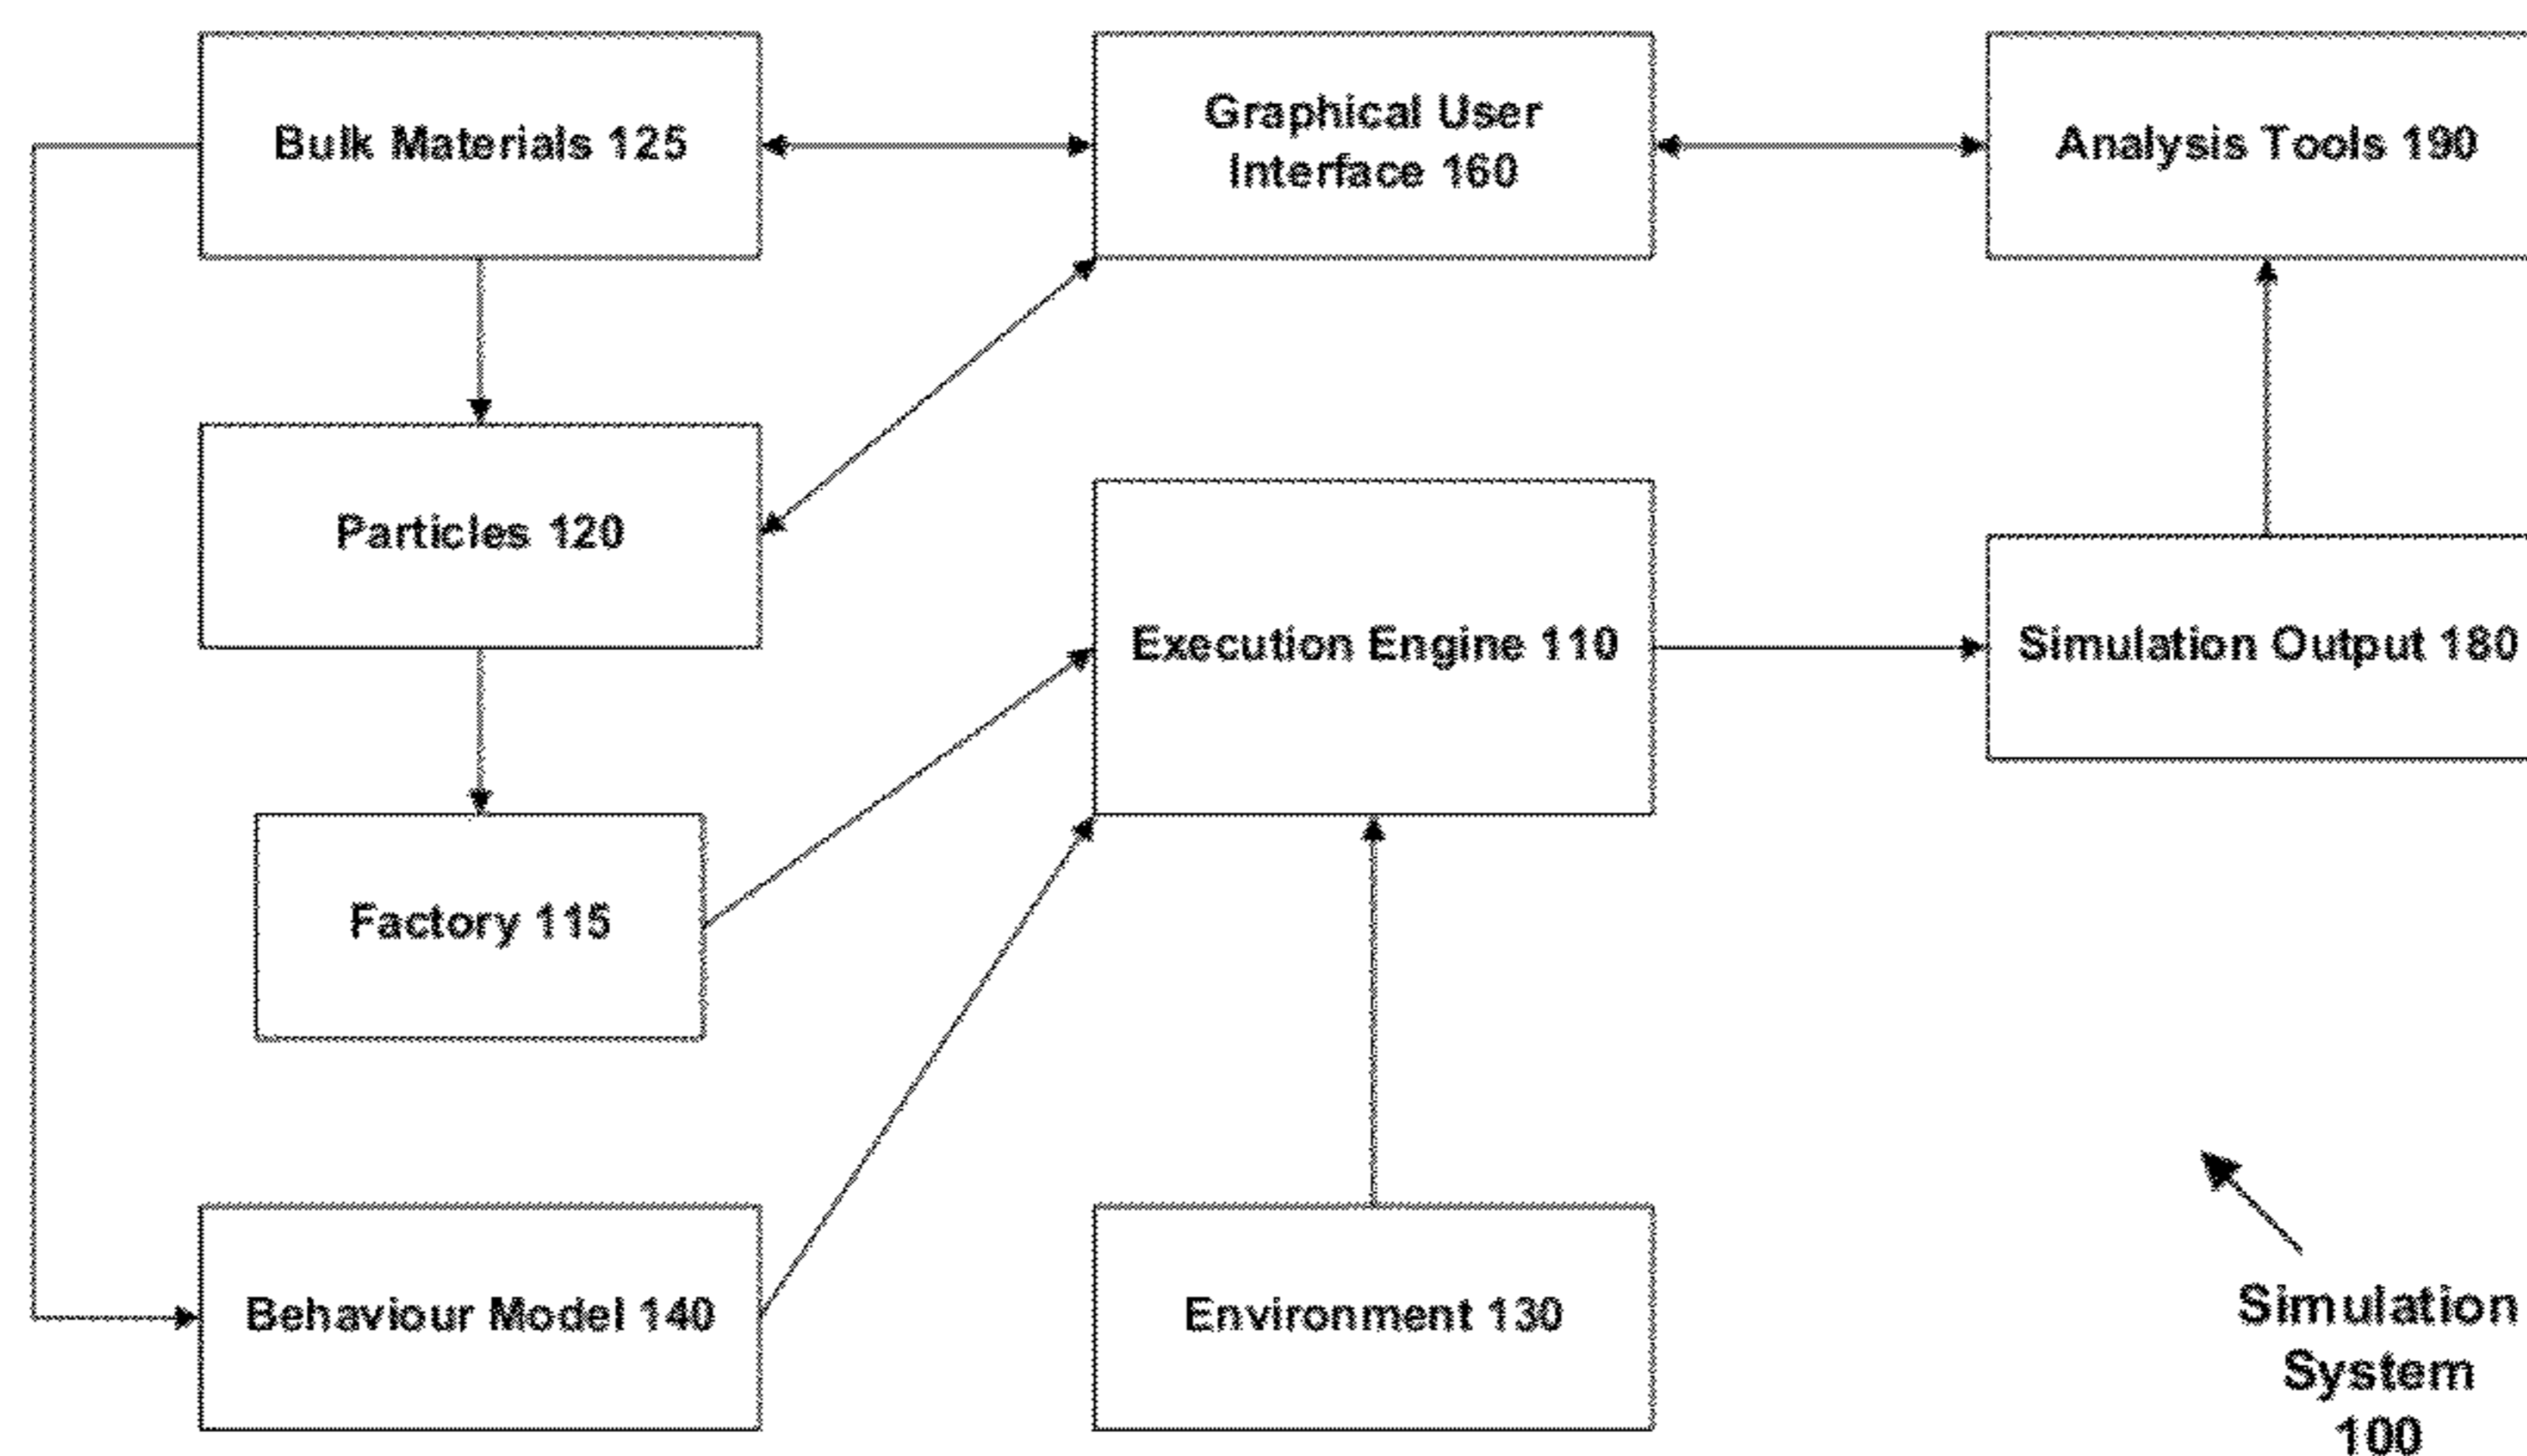 Bulk Materials 125
Graphical User
Interface 160
Analysis Tools 190
Particles 120
Execution Engine 110
Simulation Output 180
Factory 115
Behaviour Model 140
Environment 130
Simulation
System
100